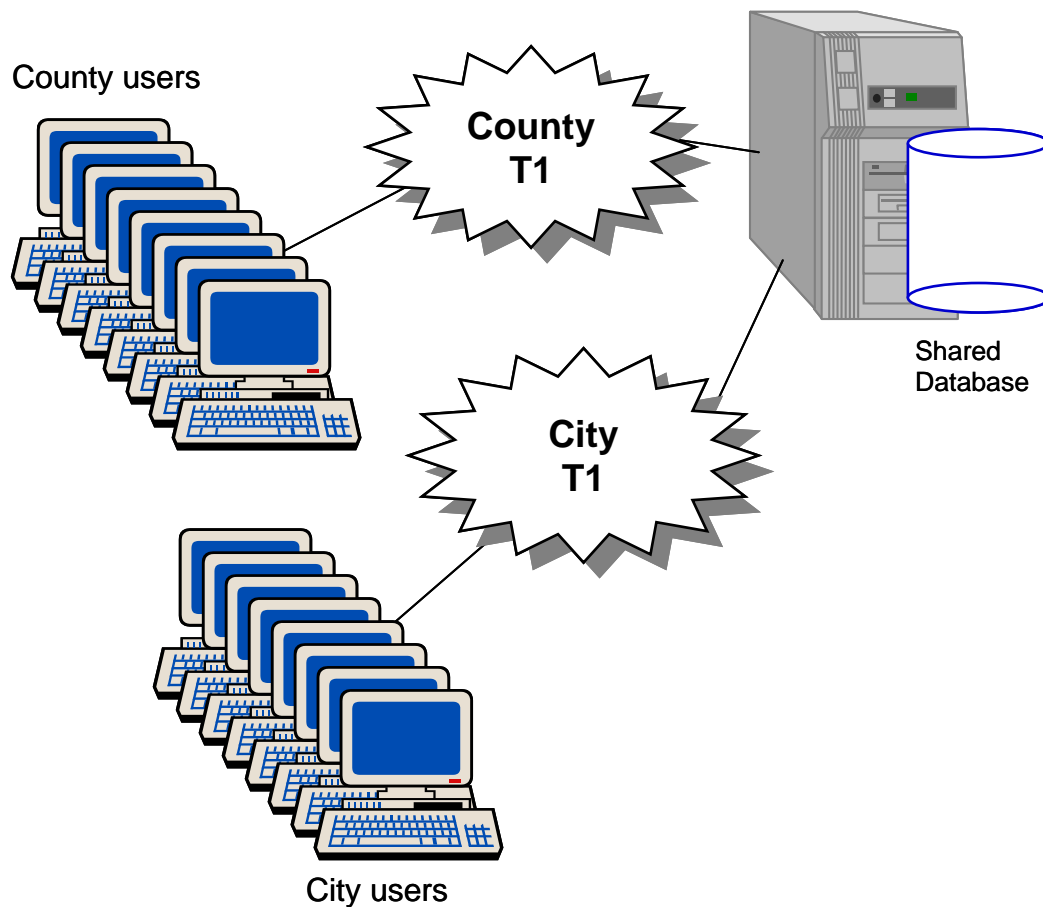 County users
County
T1
Shared
Database
City
T1
City users